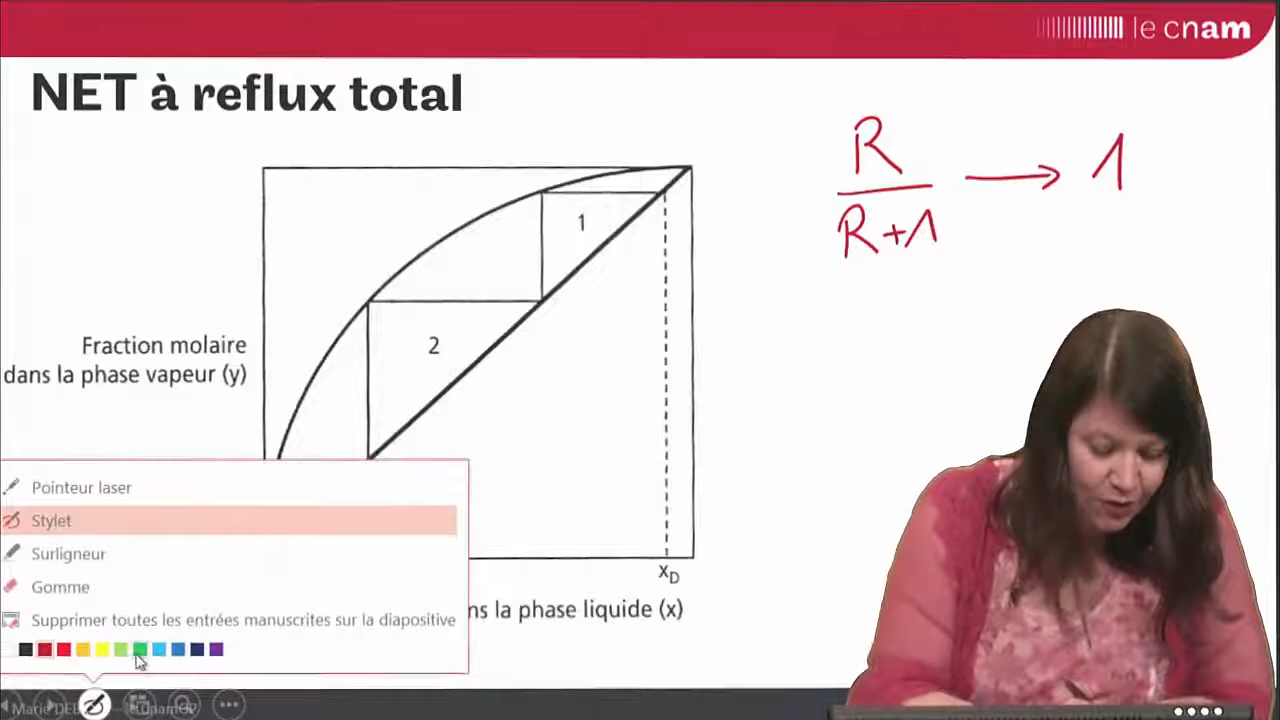 le cnam
NET à reflux total
R
R+1
→ 1
1
2
Fraction molaire
dans la phase vapeur (y)
Pointeur laser
Stylet
Surligneur
Gomme
Supprimer toutes les entrées manuscrites sur la diapositive
x_D
ns la phase liquide (x)